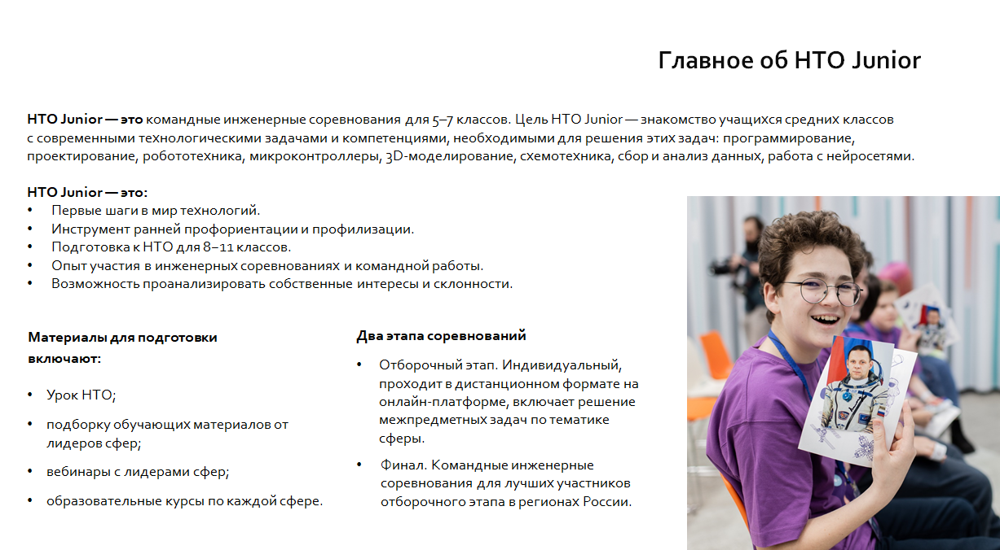 Главное об НТО Junior
НТО Junior — это командные инженерные соревнования для 5–7 классов. Цель НТО Junior — знакомство учащихся средних классов
с современными технологическими задачами и компетенциями, необходимыми для решения этих задач: программирование,
проектирование, робототехника, микроконтроллеры, 3D-моделирование, схемотехника, сбор и анализ данных, работа с нейросетями.
НТО Junior — это:
• Первые шаги в мир технологий.
• Инструмент ранней профориентации и профилизации.
• Подготовка к НТО для 8–11 классов.
• Опыт участия в инженерных соревнованиях и командной работы.
• Возможность проанализировать собственные интересы и склонности.
Материалы для подготовки
включают:
• Урок НТО;
• подборку обучающих материалов от
лидеров сфер;
• вебинары с лидерами сфер;
• образовательные курсы по каждой сфере.
Два этапа соревнований
• Отборочный этап. Индивидуальный,
проходит в дистанционном формате на
онлайн-платформе, включает решение
межпредметных задач по тематике
сферы.
• Финал. Командные инженерные
соревнования для лучших участников
отборочного этапа в регионах России.